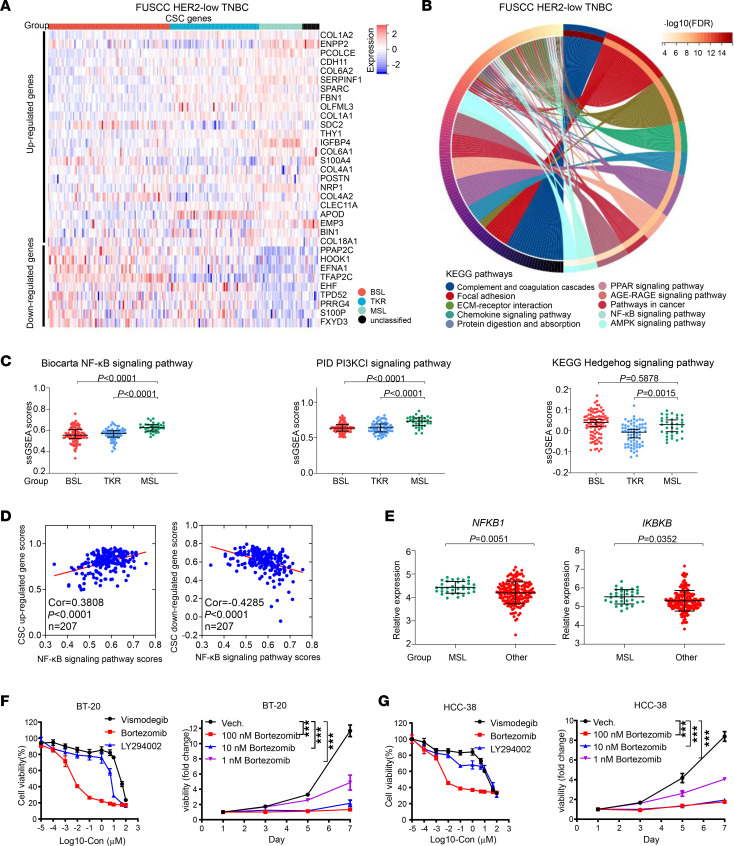 A
FUSCC HER2-low TNBC
CSC genes
Group
Up-regulated genes
Down-regulated genes
COL1A2
ENPP2
PCOLCE
CDH11
COL6A2
SERPINF1
SPARC
FBN1
OLFML3
COL1A1
SDC2
THY1
IGFBP4
COL6A1
S100A4
COL4A1
POSTN
NRP1
COL4A2
CLEC11A
APOD
EMP3
BIN1
COL18A1
PPAP2C
HOOK1
EFNA1
TFAP2C
EHF
TPD52
PRRG4
S100P
FXYD3
Expression
2
0
-2
BSL
TKR
MSL
unclassified
B
FUSCC HER2-low TNBC
-log10(FDR)
4 6 8 10 14
KEGG pathways
Complement and coagulation cascades
Focal adhesion
ECM-receptor interaction
Chemokine signaling pathway
Protein digestion and absorption
PPAR signaling pathway
AGE-RAGE signaling pathway
Pathways in cancer
NF-κB signaling pathway
AMPK signaling pathway
C
Biocarta NF-κB signaling pathway
P<0.0001
P<0.0001
ssGSEA scores
1.0
0.8
0.6
0.4
0.2
Group BSL TKR MSL
PID PI3KCI signaling pathway
P<0.0001
P<0.0001
ssGSEA scores
1.0
0.5
0.0
BSL TKR MSL
KEGG Hedgehog signaling pathway
P=0.5878
P=0.0015
ssGSEA scores
0.2
0.1
0.0
-0.1
-0.2
BSL TKR MSL
D
CSC up-regulated gene scores
1.0
0.5
0.0
Cor=0.3808
P<0.0001
n=207
0.4 0.5 0.6 0.7 0.8
NF-κB signaling pathway scores
CSC down-regulated gene scores
1.0
0.8
0.6
0.4
0.2
0.0
-0.2
Cor=-0.4285
P<0.0001
n=207
0.4 0.5 0.6 0.7 0.8
NF-κB signaling pathway scores
E
NFKB1
P=0.0051
Relative expression
6
5
4
3
2
Group MSL Other
IKBKB
P=0.0352
Relative expression
8
7
6
5
4
3
MSL Other
F
BT-20
Cell viability(%)
120
100
80
60
40
20
0
Vismodegib
Bortezomib
LY294002
-5 -4 -3 -2 -1 0 1 2
Log10-Con (μM)
BT-20
viability (fold change)
12
10
8
6
4
2
0
Vech.
100 nM Bortezomib
10 nM Bortezomib
1 nM Bortezomib
***
***
***
1 3 5 7
Day
G
HCC-38
Cell viability(%)
120
100
80
60
40
20
0
Vismodegib
Bortezomib
LY294002
-5 -4 -3 -2 -1 0 1 2
Log10-Con (μM)
HCC-38
viability (fold change)
10
8
6
4
2
0
Vech.
100 nM Bortezomib
10 nM Bortezomib
1 nM Bortezomib
***
***
***
1 3 5 7
Day